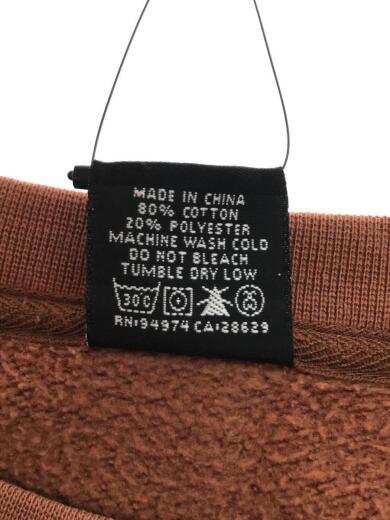 MADE IN CHINA
80% COTTON
20% POLYESTER
MACHINE WASH COLD
DO NOT BLEACH
TUMBLE DRY LOW
30°C
RN:94974 CA:28629